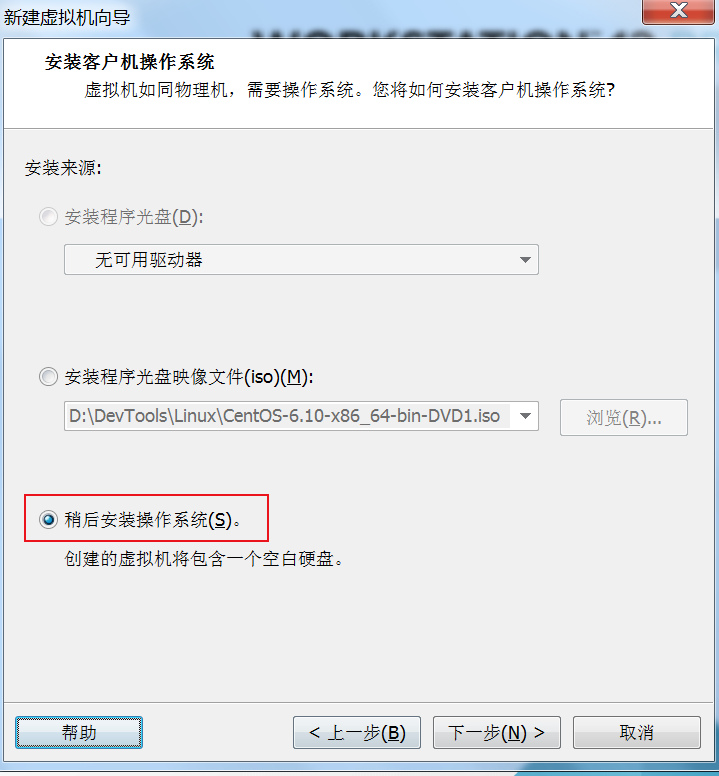 新建虚拟机向导
安装客户机操作系统
虚拟机如同物理机，需要操作系统。您将如何安装客户机操作系统?
安装来源:
安装程序光盘(D):
无可用驱动器
安装程序光盘映像文件(iso)(M):
D:\DevTools\Linux\CentOS-6.10-x86_64-bin-DVD1.iso
浏览(R)...
稍后安装操作系统(S)。
创建的虚拟机将包含一个空白硬盘。
帮助
< 上一步(B)
下一步(N) >
取消